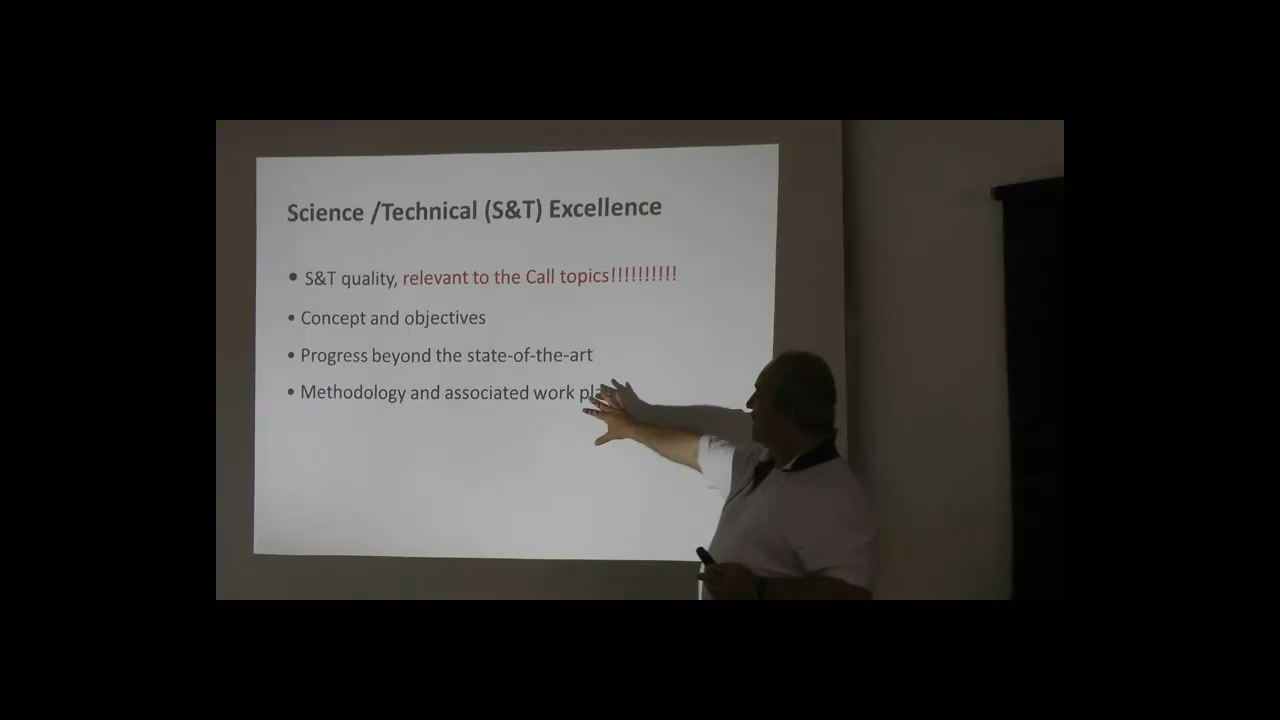 Science /Technical (S&T) Excellence
• S&T quality, relevant to the Call topics!!!!!!!!!!
• Concept and objectives
• Progress beyond the state-of-the-art
• Methodology and associated work